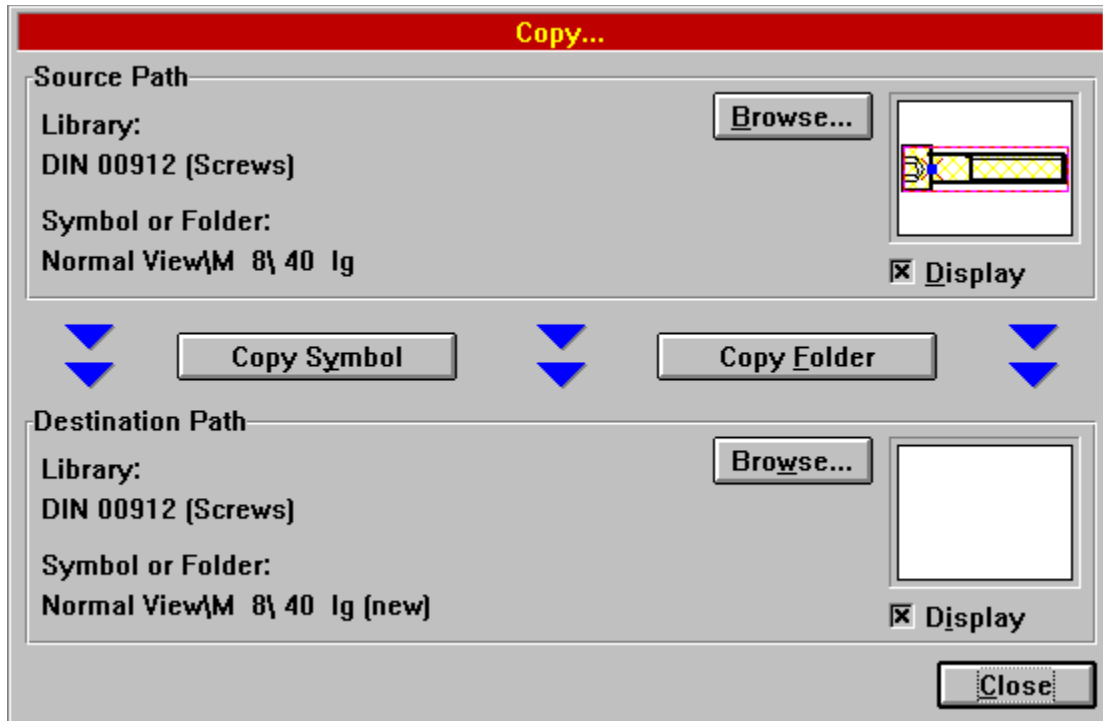 Copy...
Source Path
Library:
Browse...
DIN 00912 (Screws)
Symbol or Folder:
Normal View\M  8\ 40  lg
Display
Copy Symbol
Copy Folder
Destination Path
Library:
Browse...
DIN 00912 (Screws)
Symbol or Folder:
Normal View\M  8\ 40  lg (new)
Display
Close